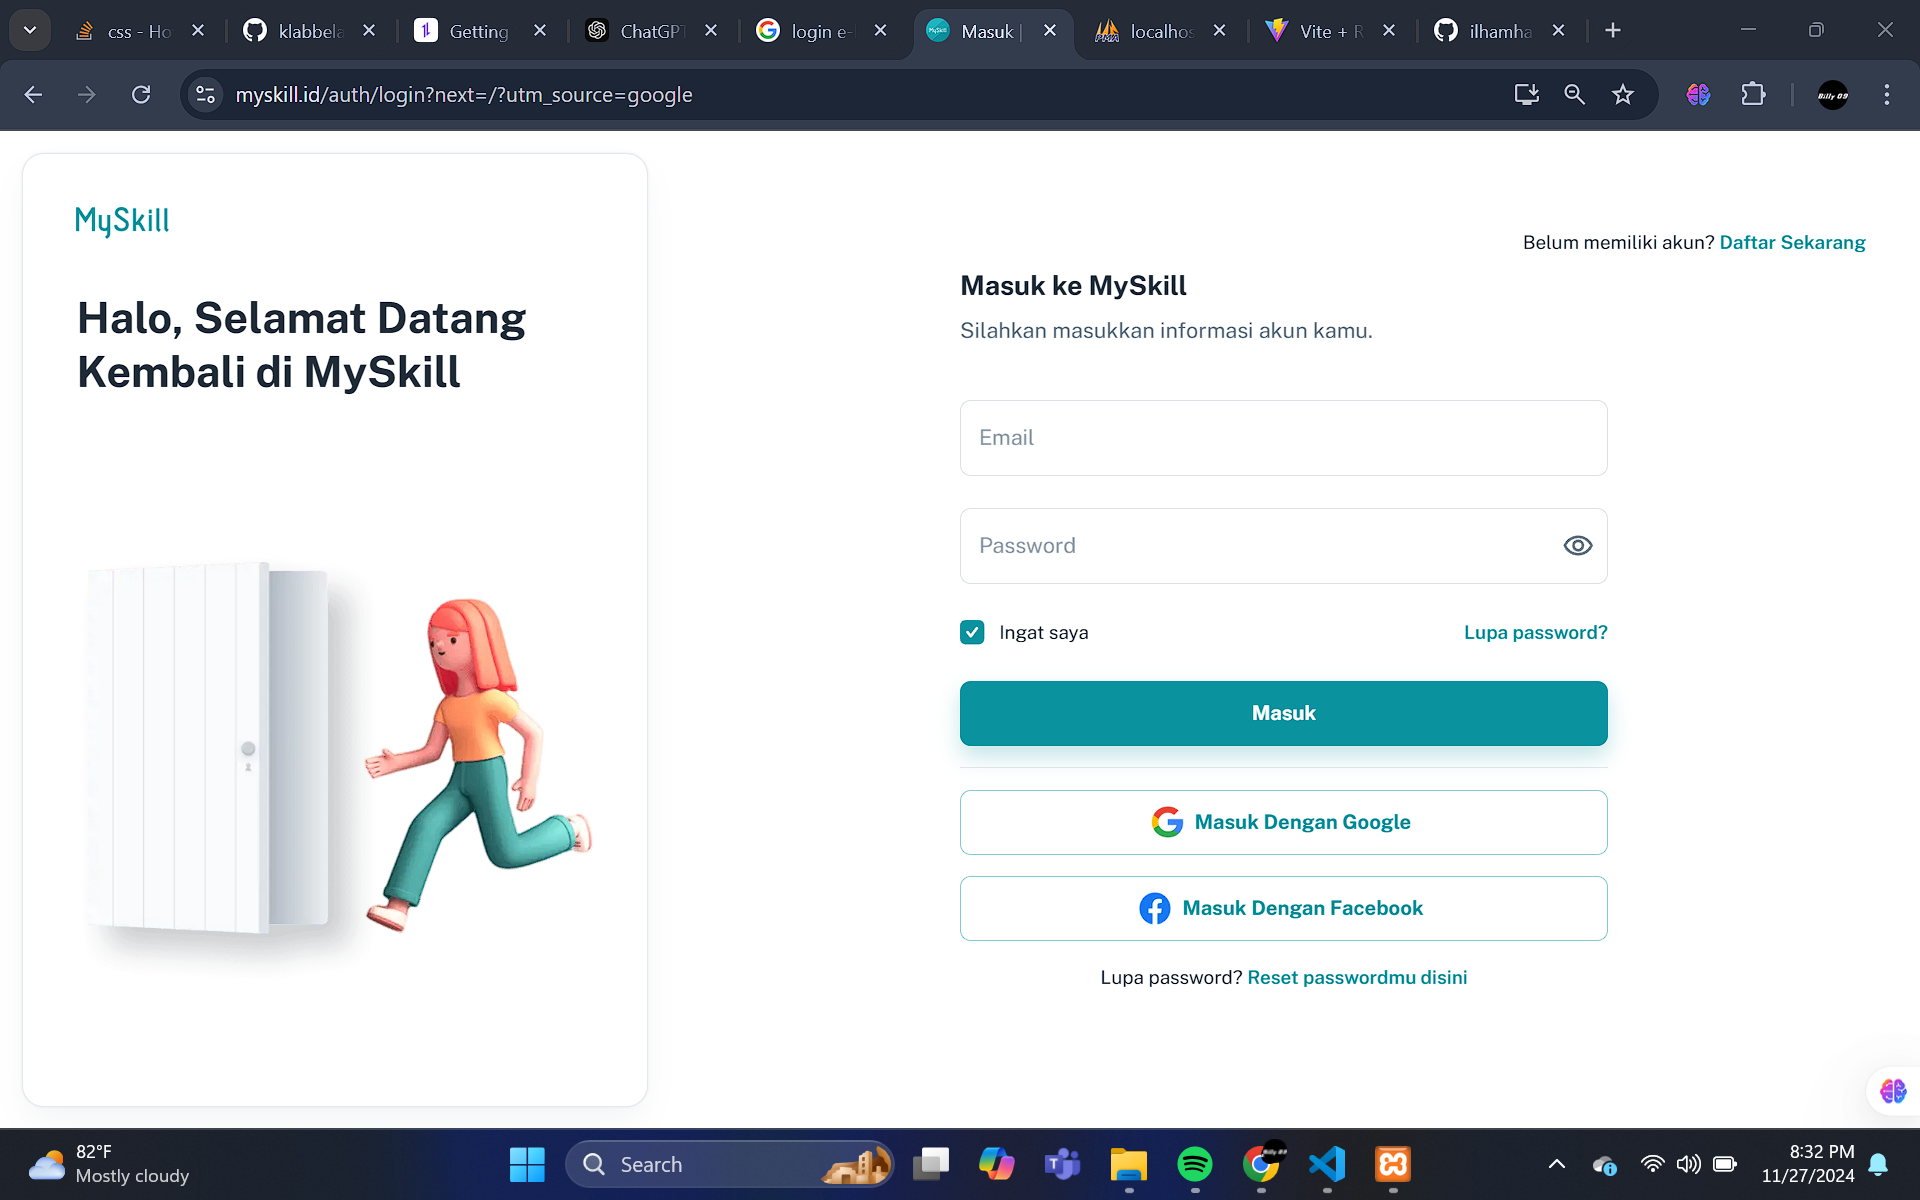 css - Ho
klabbela
Getting
ChatGPT
login e-
Masuk |
localhos
Vite + R
ilhamha
myskill.id/auth/login?next=/?utm_source=google
Billy 09
MySkill
Halo, Selamat Datang
Kembali di MySkill
Belum memiliki akun? Daftar Sekarang
Masuk ke MySkill
Silahkan masukkan informasi akun kamu.
Email
Password
Ingat saya
Lupa password?
Masuk
Masuk Dengan Google
Masuk Dengan Facebook
Lupa password? Reset passwordmu disini
82°F
Mostly cloudy
Search
8:32 PM
11/27/2024